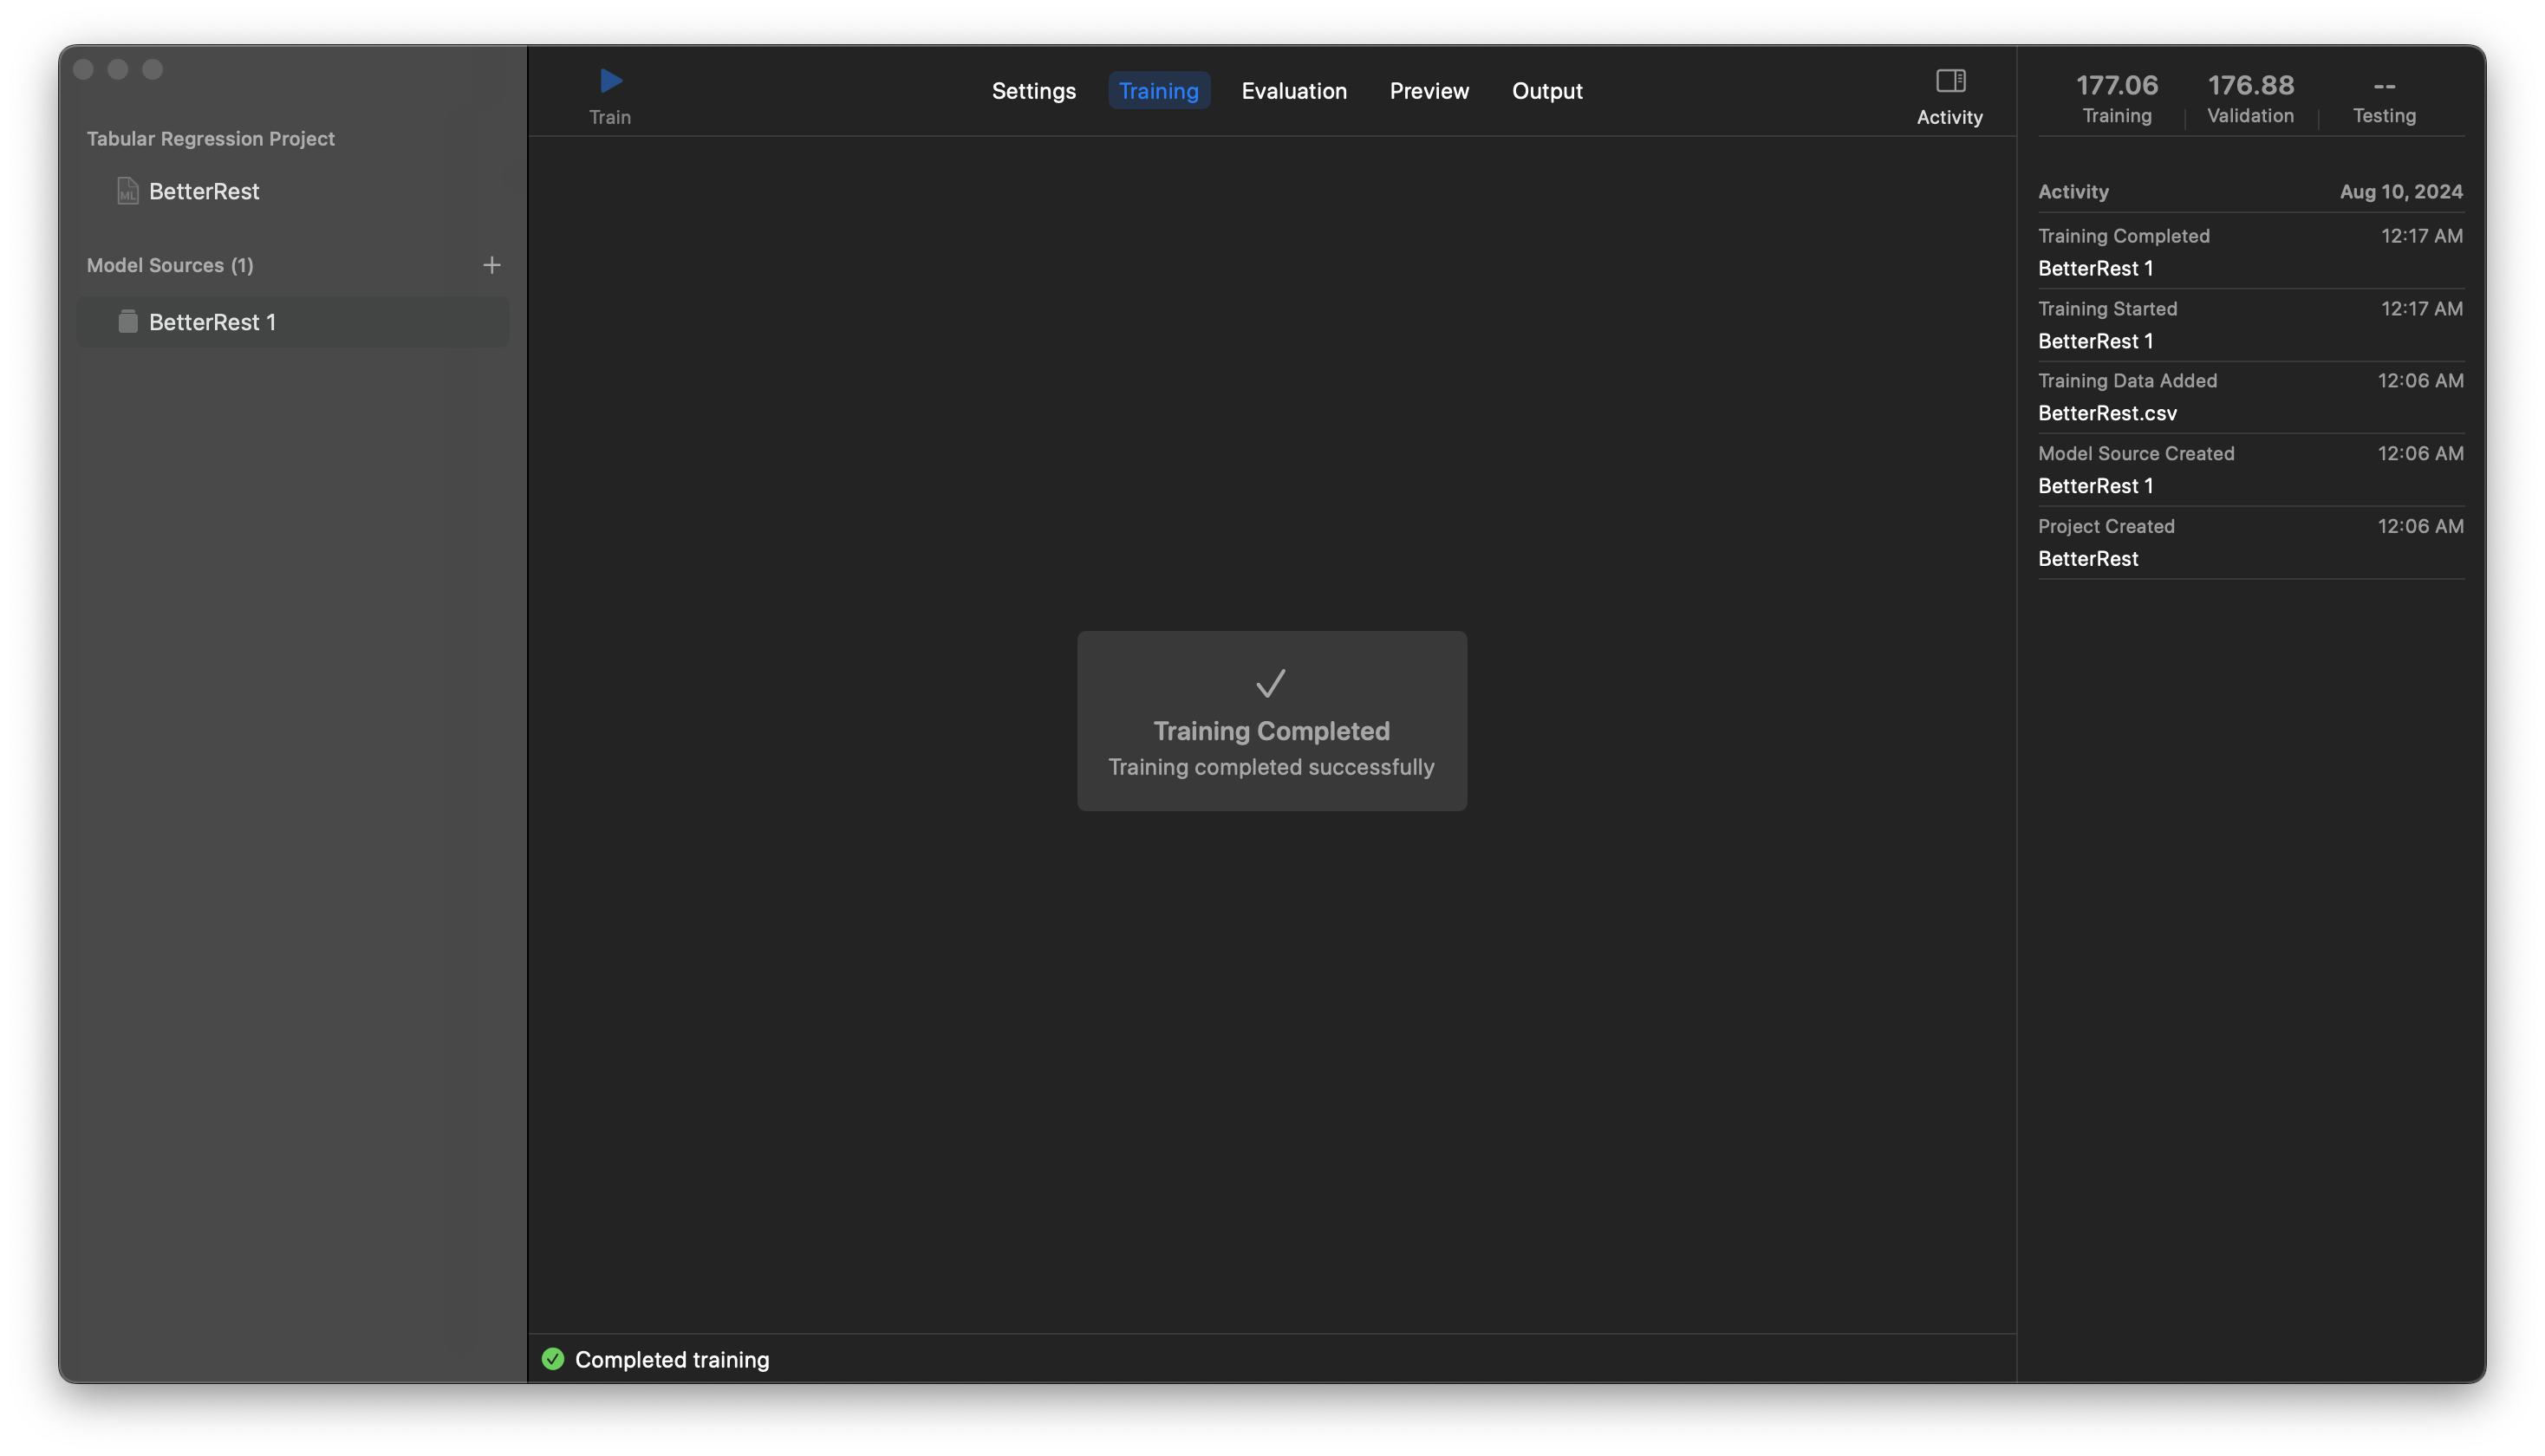 Tabular Regression Project
ML
BetterRest
Model Sources (1)
BetterRest 1
Train
Settings
Training
Evaluation
Preview
Output
Activity
177.06
Training
176.88
Validation
--
Testing
Activity Aug 10, 2024
Training Completed 12:17 AM
BetterRest 1
Training Started 12:17 AM
BetterRest 1
Training Data Added 12:06 AM
BetterRest.csv
Model Source Created 12:06 AM
BetterRest 1
Project Created 12:06 AM
BetterRest
Training Completed
Training completed successfully
Completed training